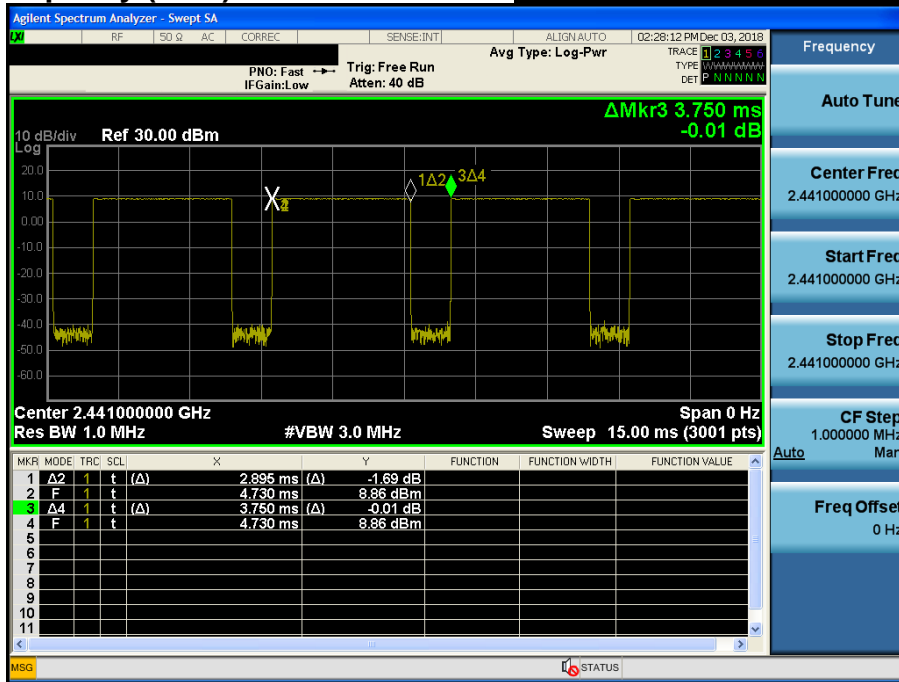 Agilent Spectrum Analyzer - Swept SA
LXI RF 50 Ω AC CORREC SENSE:INT ALIGN AUTO 02:28:12 PM Dec 03, 2018
Avg Type: Log-Pwr TRACE 1 2 3 4 5 6
PNO: Fast Trig: Free Run TYPE WWWWWW
IFGain:Low Atten: 40 dB DET P N N N N N
ΔMkr3 3.750 ms
10 dB/div Ref 30.00 dBm -0.01 dB
Log
20.0
10.0
0.00
-10.0
-20.0
-30.0
-40.0
-50.0
-60.0
X 2 1Δ2 3Δ4
Center 2.441000000 GHz Span 0 Hz
Res BW 1.0 MHz #VBW 3.0 MHz Sweep 15.00 ms (3001 pts)
MKR MODE TRC SCL X Y FUNCTION FUNCTION WIDTH FUNCTION VALUE
1 Δ2 1 t (Δ) 2.895 ms (Δ) -1.69 dB
2 F 1 t 4.730 ms 8.86 dBm
3 Δ4 1 t (Δ) 3.750 ms (Δ) -0.01 dB
4 F 1 t 4.730 ms 8.86 dBm
5
6
7
8
9
10
11
MSG STATUS
Frequency
Auto Tune
Center Freq
2.441000000 GHz
Start Freq
2.441000000 GHz
Stop Freq
2.441000000 GHz
CF Step
1.000000 MHz
Auto Man
Freq Offset
0 Hz